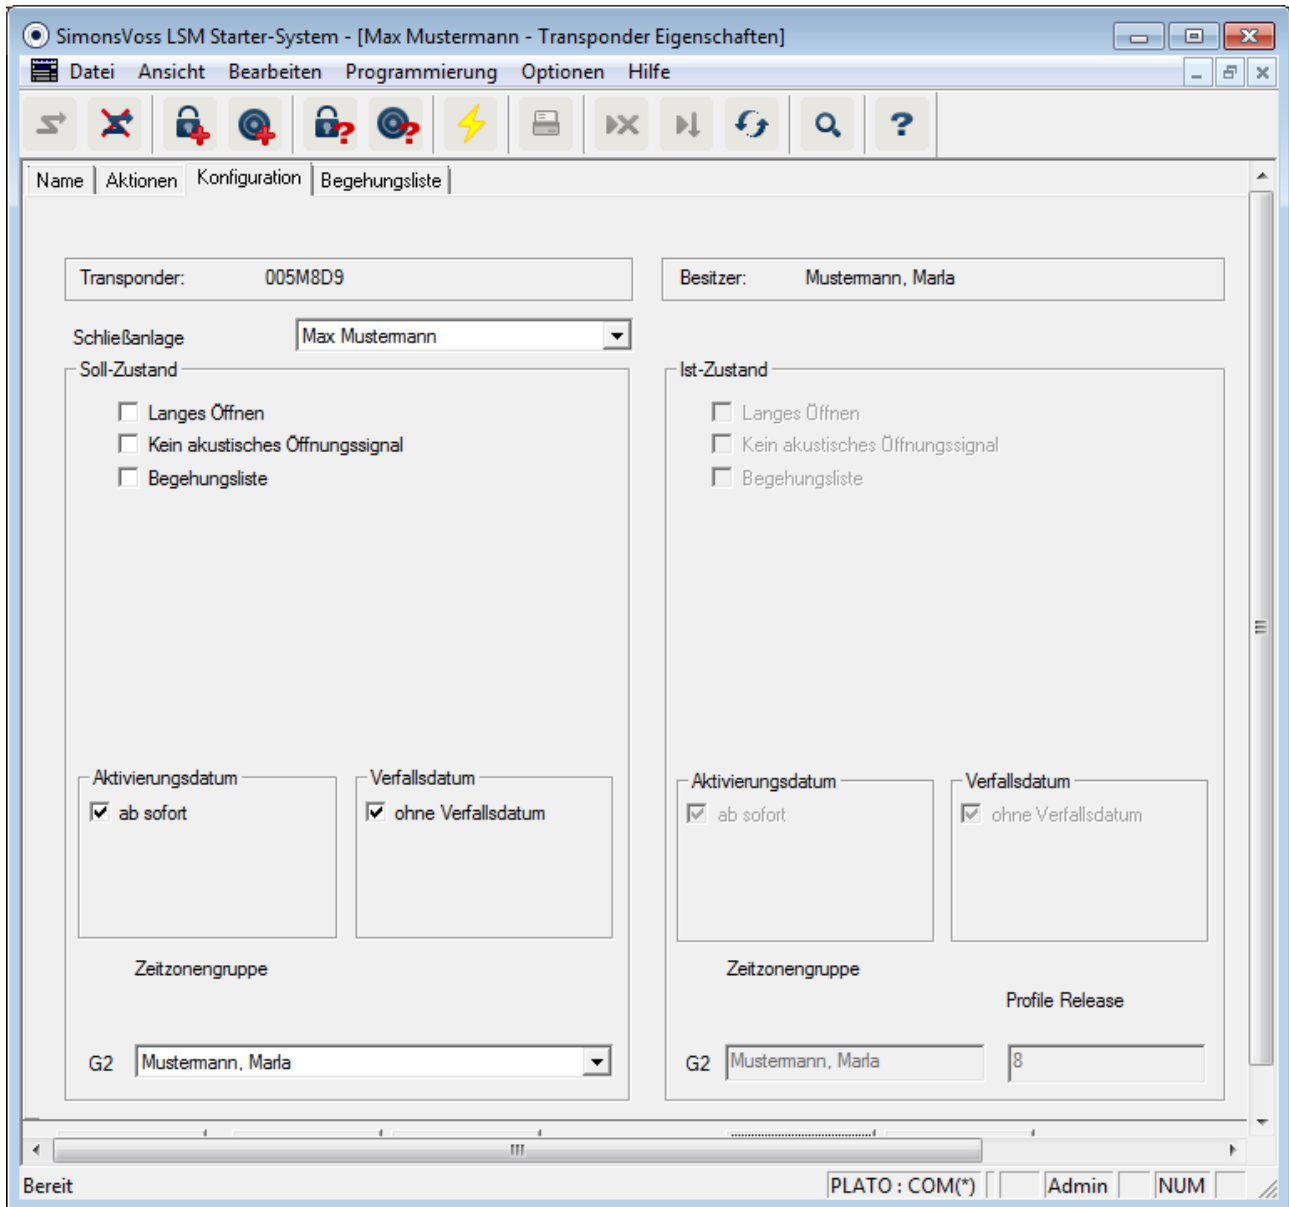 SimonsVoss LSM Starter-System - [Max Mustermann - Transponder Eigenschaften]
Datei Ansicht Bearbeiten Programmierung Optionen Hilfe
Name Aktionen Konfiguration Begehungsliste
Transponder: 005M8D9
Besitzer: Mustermann, Marla
Schließanlage Max Mustermann
Soll-Zustand
Langes Öffnen
Kein akustisches Öffnungssignal
Begehungsliste
Aktivierungsdatum
ab sofort
Verfallsdatum
ohne Verfallsdatum
Zeitzonengruppe
G2 Mustermann, Marla
Ist-Zustand
Langes Öffnen
Kein akustisches Öffnungssignal
Begehungsliste
Aktivierungsdatum
ab sofort
Verfallsdatum
ohne Verfallsdatum
Zeitzonengruppe
Profile Release
G2 Mustermann, Marla 8
Bereit PLATO : COM(*) Admin NUM